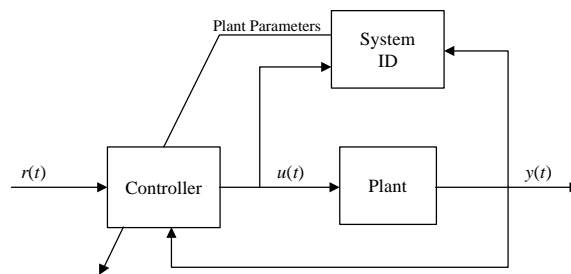 Plant Parameters
System
ID
r(t)
Controller
u(t)
Plant
y(t)